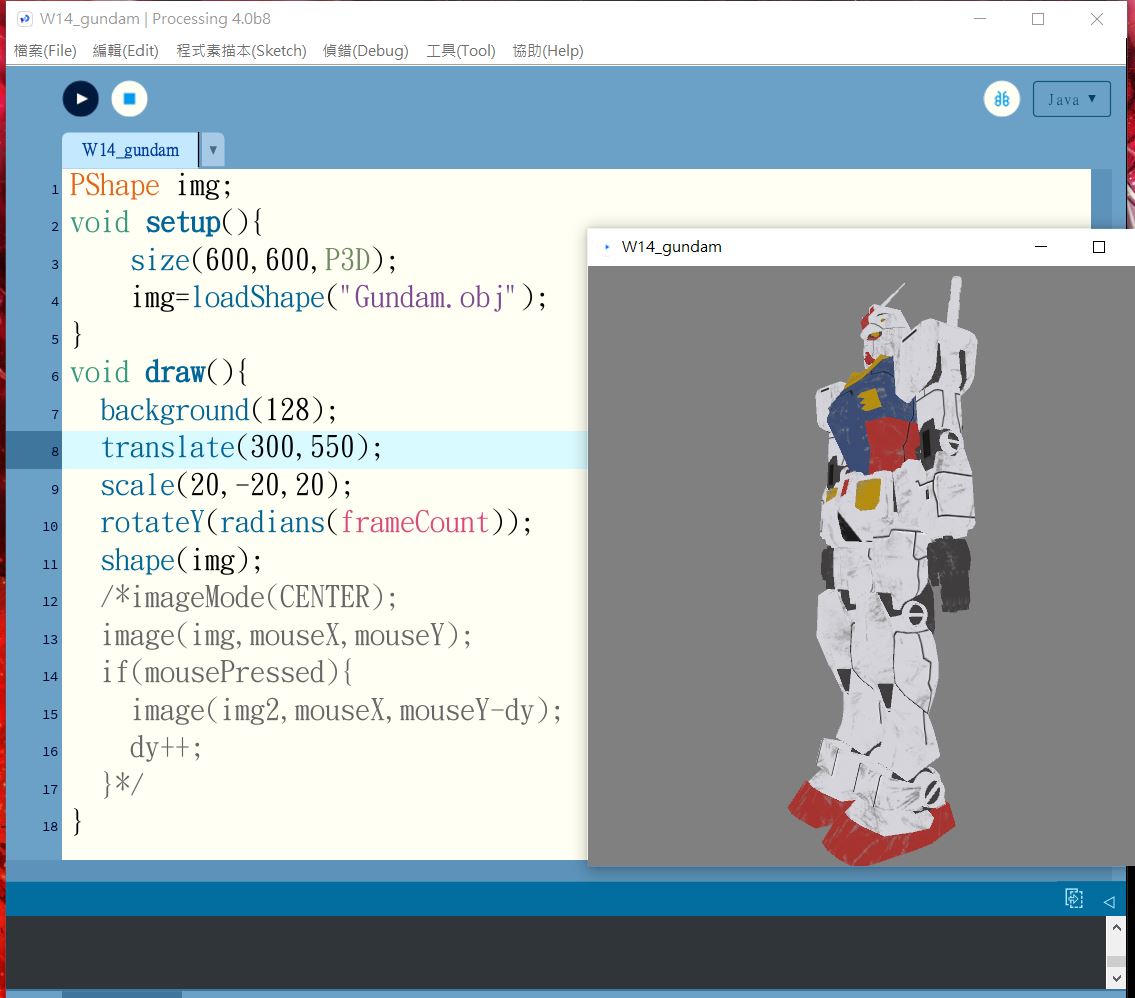 W14_gundam | Processing 4.0b8
檔案(File) 編輯(Edit) 程式素描本(Sketch) 偵錯(Debug) 工具(Tool) 協助(Help)
Java ▼
W14_gundam ▼
1 PShape img;
2 void setup(){
3 size(600,600,P3D);
4 img=loadShape("Gundam.obj");
5 }
6 void draw(){
7 background(128);
8 translate(300,550);
9 scale(20,-20,20);
10 rotateY(radians(frameCount));
11 shape(img);
12 /*imageMode(CENTER);
13 image(img,mouseX,mouseY);
14 if(mousePressed){
15 image(img2,mouseX,mouseY-dy);
16 dy++;
17 }*/
18 }
W14_gundam